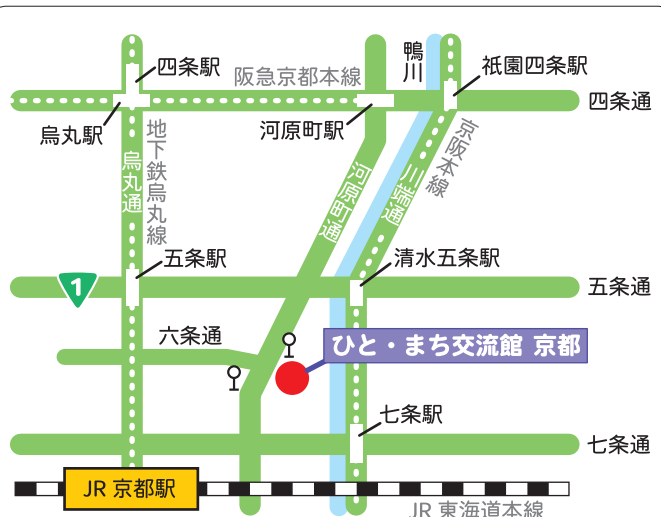 四条駅
阪急京都本線
鴨川
祇園四条駅
四条通
烏丸駅
河原町駅
地下鉄烏丸線
烏丸通
京阪本線
川端通
河原町通
五条駅
清水五条駅
1
五条通
六条通
ひと・まち交流館 京都
七条駅
七条通
JR 京都駅
JR 東海道本線